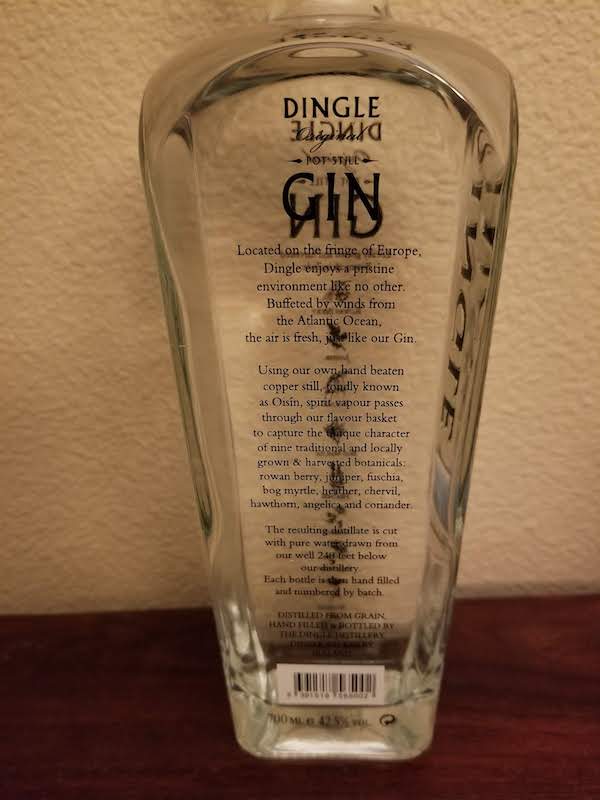 DINGLE
Original
POT STILL
GIN
Located on the fringe of Europe,
Dingle enjoys a pristine
environment like no other.
Buffeted by winds from
the Atlantic Ocean,
the air is fresh, just like our Gin.
Using our own hand beaten
copper still, fondly known
as Oisín, spirit vapour passes
through our flavour basket
to capture the unique character
of nine traditional and locally
grown & harvested botanicals:
rowan berry, juniper, fuschia,
bog myrtle, heather, chervil,
hawthorn, angelica and coriander.
The resulting distillate is cut
with pure water drawn from
our well 240 feet below
our distillery.
Each bottle is then hand filled
and numbered by batch.
DISTILLED FROM GRAIN,
HAND FILLED & BOTTLED BY
THE DINGLE DISTILLERY,
DINGLE, CO. KERRY,
IRELAND
700 ML e 42.5% VOL.